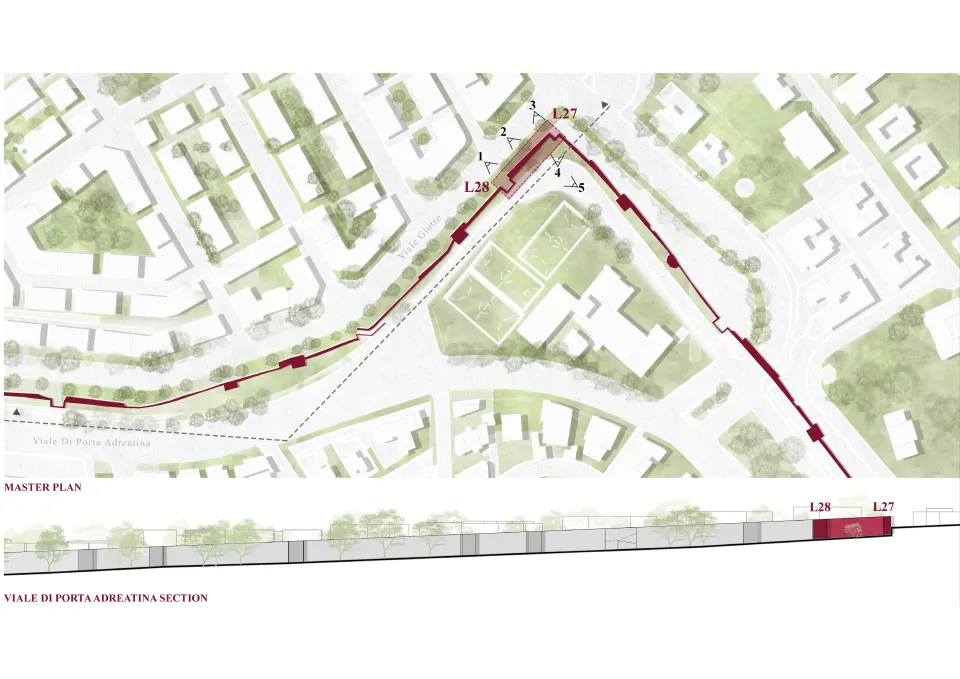 3
L27
2
1
4
L28
5
Viale Giotto
Viale Di Porta Adreatina
MASTER PLAN
L28
L27
VIALE DI PORTA ADREATINA SECTION